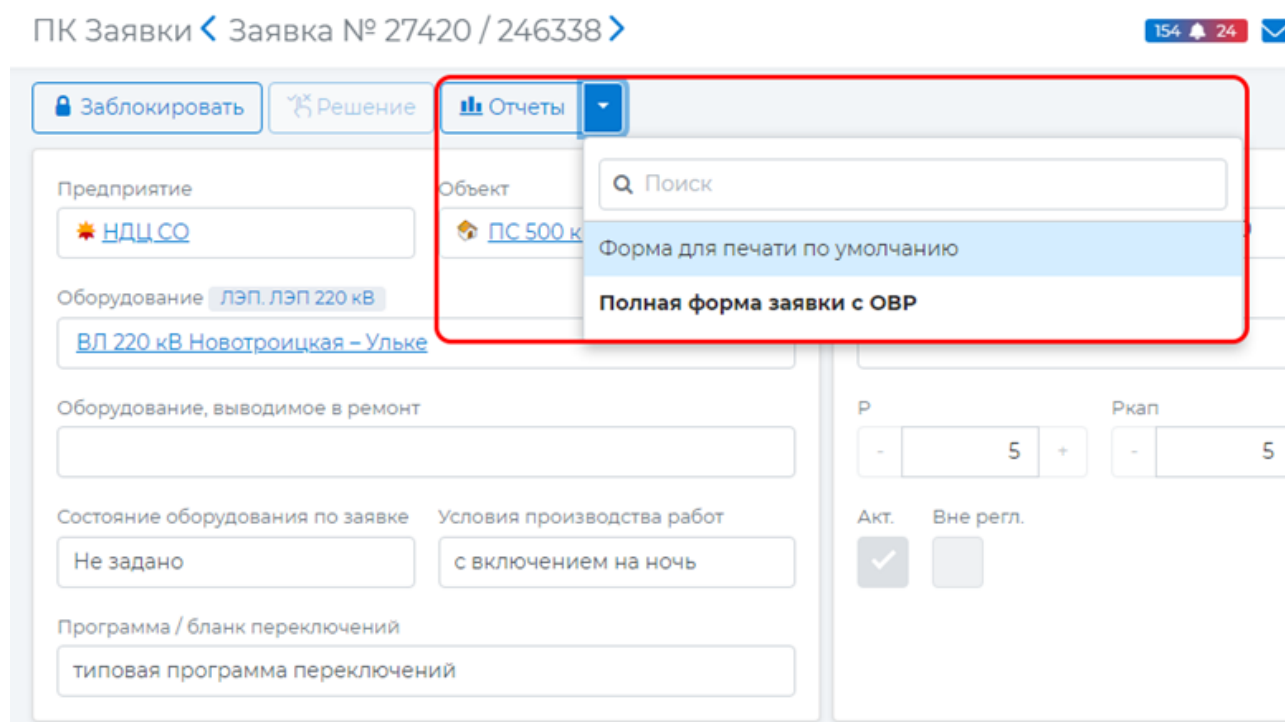 ПК Заявки Заявка № 27420 / 246338
154 24
Заблокировать Решение Отчеты
Предприятие Объект
Поиск
НДЦ СО ПС 500 к
Форма для печати по умолчанию
Оборудование ЛЭП. ЛЭП 220 кВ
Полная форма заявки с ОВР
ВЛ 220 кВ Новотроицкая – Ульке
Оборудование, выводимое в ремонт
Р Ркап
- 5 + - 5
Состояние оборудования по заявке Условия производства работ
Акт. Вне регл.
Не задано с включением на ночь
Программа / бланк переключений
типовая программа переключений